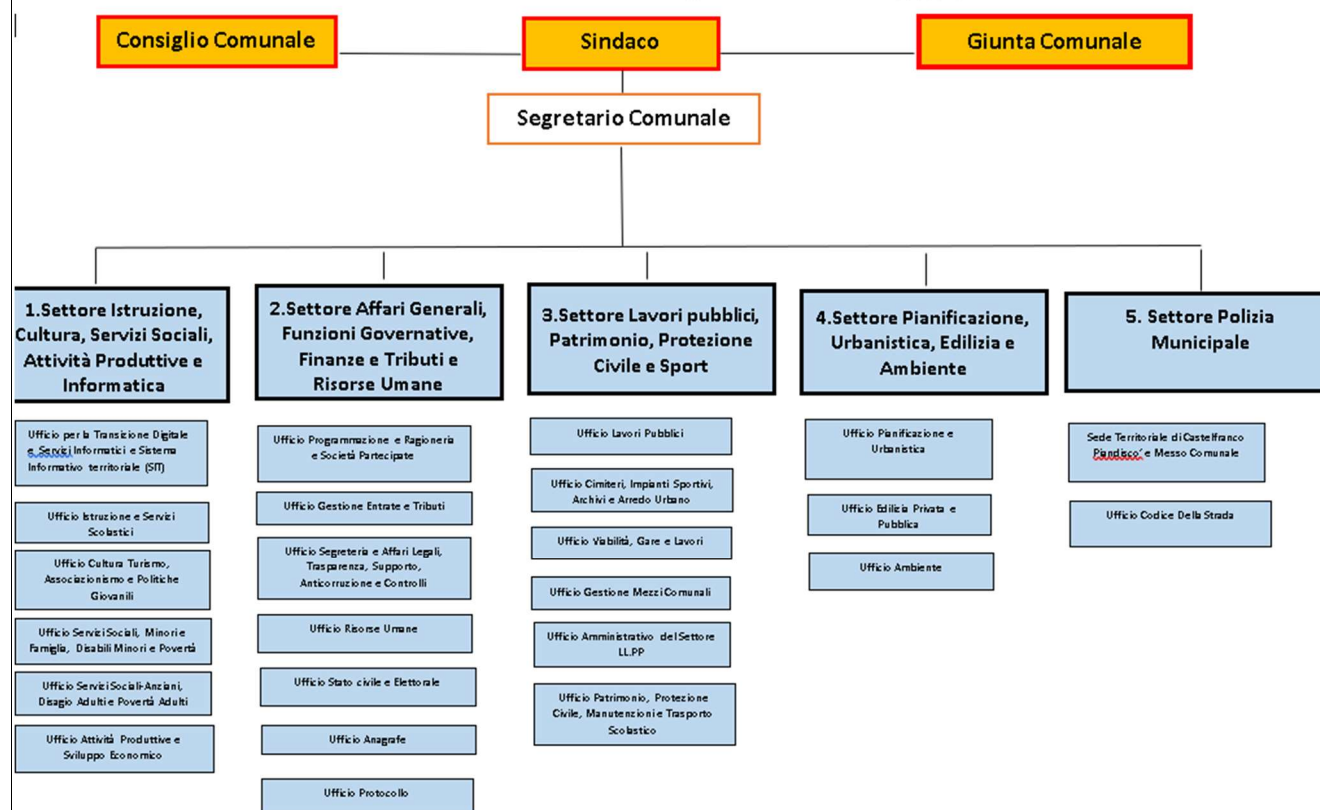 Consiglio Comunale
Sindaco
Giunta Comunale
Segretario Comunale
1.Settore Istruzione,
Cultura, Servizi Sociali,
Attività Produttive e
Informatica
2.Settore Affari Generali,
Funzioni Governative,
Finanze e Tributi e
Risorse Umane
3.Settore Lavori pubblici,
Patrimonio, Protezione
Civile e Sport
4.Settore Pianificazione,
Urbanistica, Edilizia e
Ambiente
5. Settore Polizia
Municipale
Ufficio per la Transizione Digitale
e Servizi Informatici e Sistema
Informativo territoriale (SIT)
Ufficio Istruzione e Servizi
Scolastici
Ufficio Cultura Turismo,
Associazionismo e Politiche
Giovanili
Ufficio Servizi Sociali, Minori e
Famiglia, Disabili Minori e Povertà
Ufficio Servizi Sociali-Anziani,
Disagio Adulti e Povertà Adulti
Ufficio Attività Produttive e
Sviluppo Economico
Ufficio Programmazione e Ragioneria
e Società Partecipate
Ufficio Gestione Entrate e Tributi
Ufficio Segreteria e Affari Legali,
Trasparenza, Supporto,
Anticorruzione e Controlli
Ufficio Risorse Umane
Ufficio Stato civile e Elettorale
Ufficio Anagrafe
Ufficio Protocollo
Ufficio Lavori Pubblici
Ufficio Cimiteri, Impianti Sportivi,
Archivi e Arredo Urbano
Ufficio Viabilità, Gare e Lavori
Ufficio Gestione Mezzi Comunali
Ufficio Amministrativo del Settore
LL.PP
Ufficio Patrimonio, Protezione
Civile, Manutenzioni e Trasporto
Scolastico
Ufficio Pianificazione e
Urbanistica
Ufficio Edilizia Privata e
Pubblica
Ufficio Ambiente
Sede Territoriale di Castelfranco
Piandisco' e Messo Comunale
Ufficio Codice Della Strada